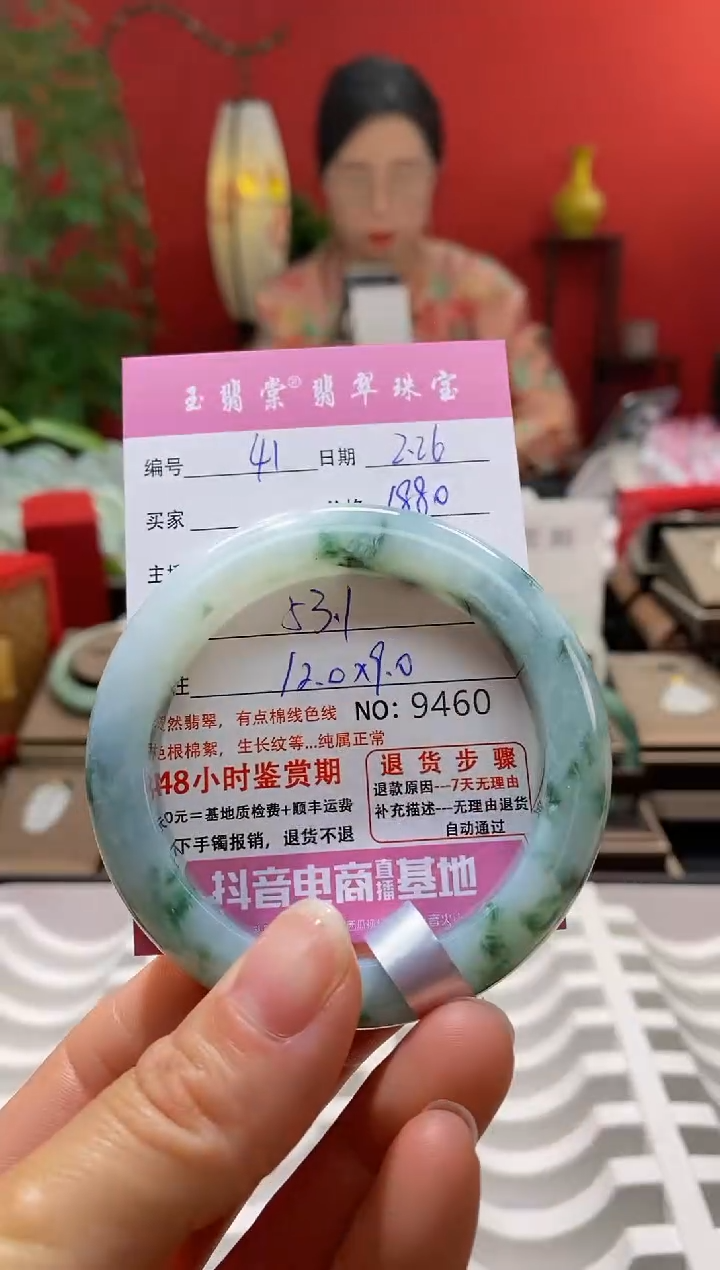 玉翡棠 翡翠珠宝
编号 41 日期 2.26
买家 1880
53.1
12.0×9.0
然翡翠，有点棉线色线 NO: 9460
色根棉絮，生长纹等...纯属正常
48小时鉴赏期
退货步骤
退款原因---7天无理由
0元=基地质检费+顺丰运费
补充描述---无理由退货
下手镯报销，退货不退
自动通过
抖音电商直播基地